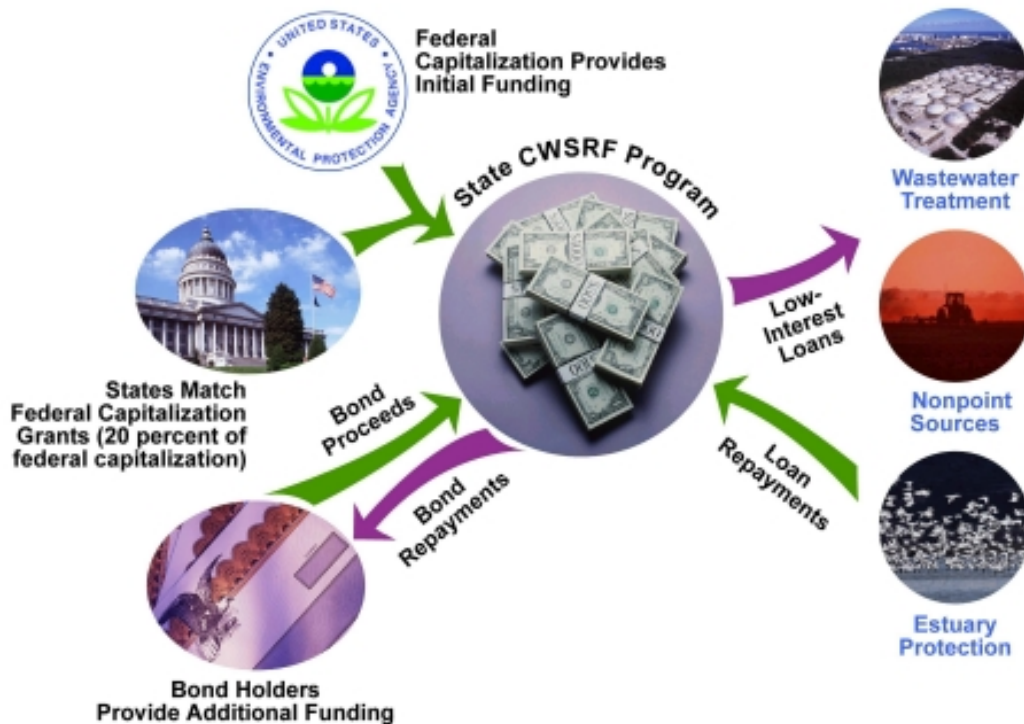 UNITED STATES
ENVIRONMENTAL PROTECTION AGENCY
Federal
Capitalization Provides
Initial Funding
State CWSRF Program
Wastewater
Treatment
Low-
Interest
Loans
Nonpoint
Sources
States Match
Federal Capitalization
Grants (20 percent of
federal capitalization)
Bond
Proceeds
Bond
Repayments
Loan
Repayments
Estuary
Protection
Bond Holders
Provide Additional Funding